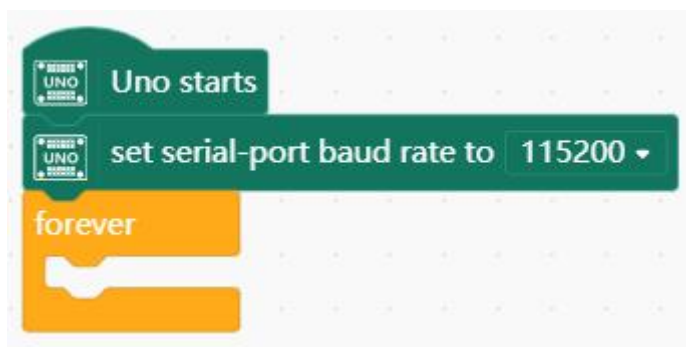 UNO Uno starts
UNO set serial-port baud rate to 115200
forever